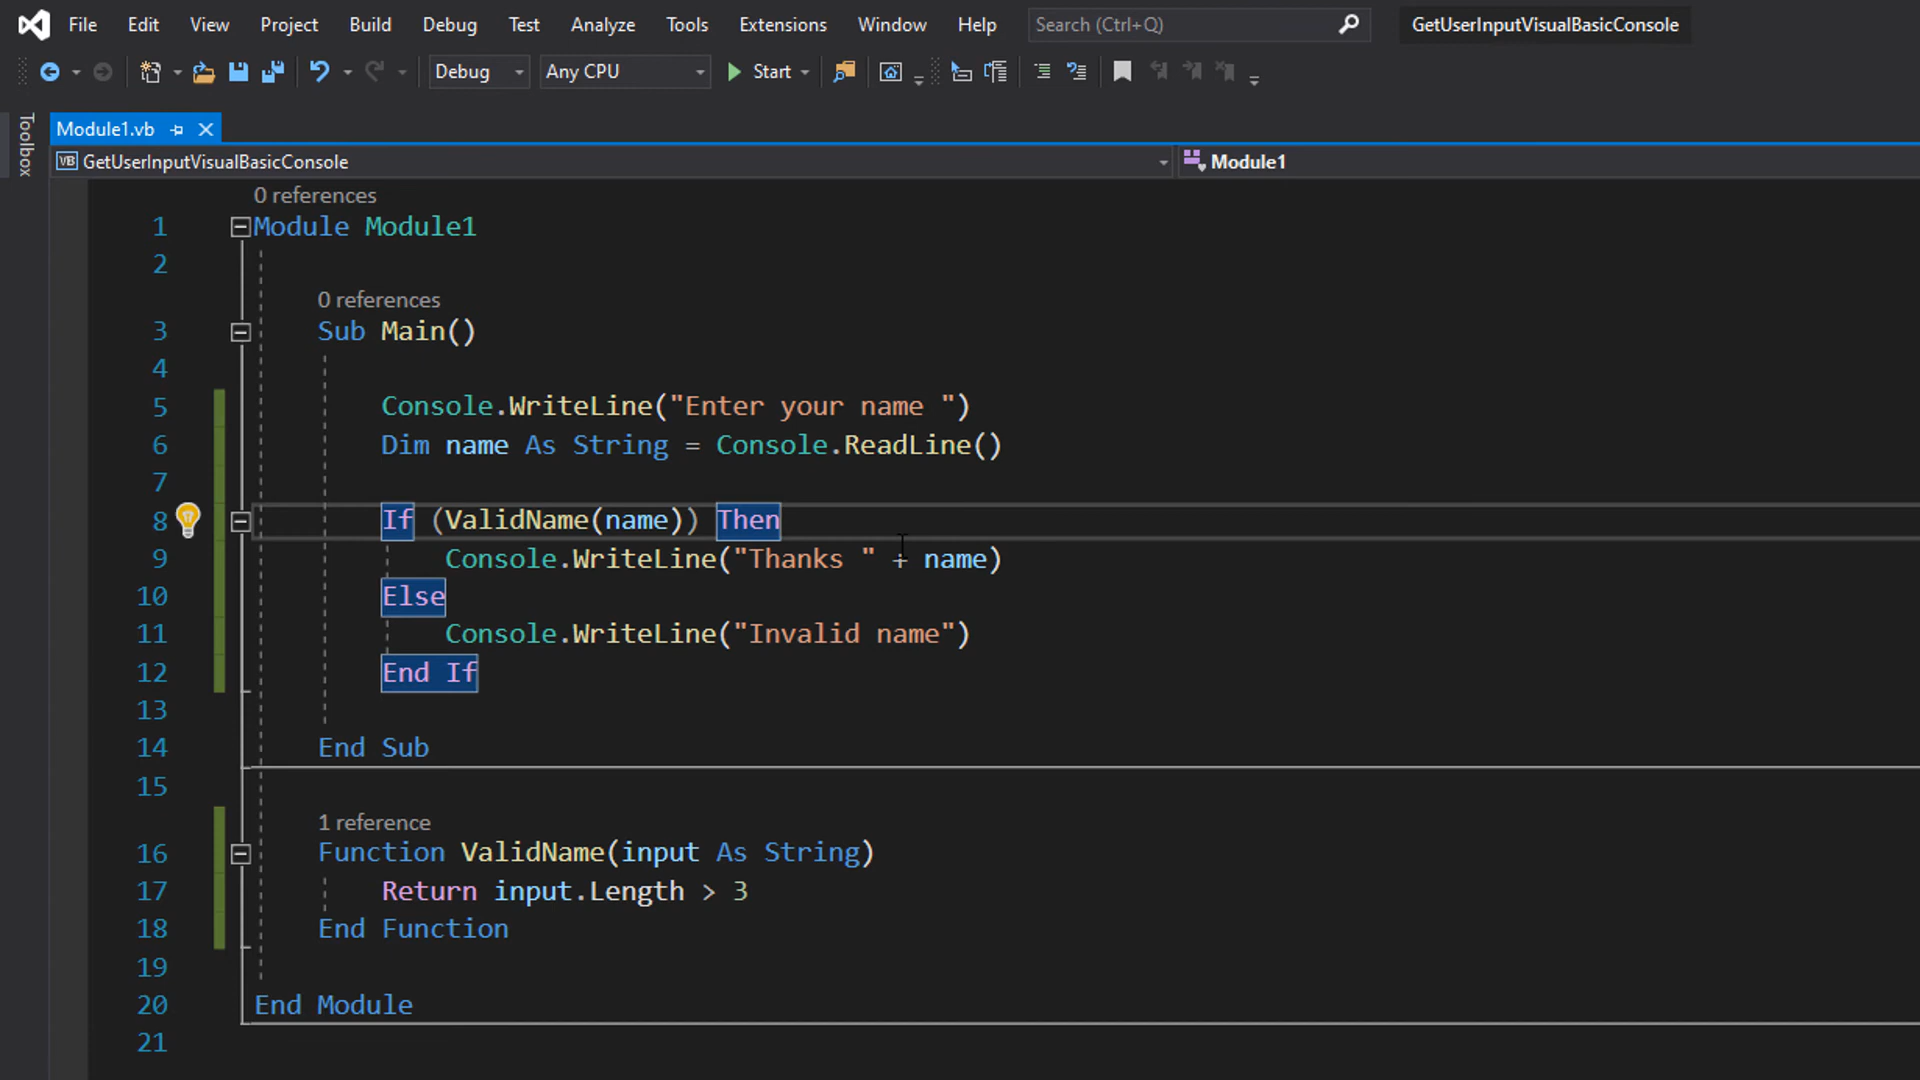 File Edit View Project Build Debug Test Analyze Tools Extensions Window Help Search (Ctrl+Q) GetUserInputVisualBasicConsole
Debug Any CPU Start
Toolbox
Module1.vb
VB GetUserInputVisualBasicConsole Module1
0 references
1 Module Module1
2
0 references
3 Sub Main()
4
5 Console.WriteLine("Enter your name ")
6 Dim name As String = Console.ReadLine()
7
8 If (ValidName(name)) Then
9 Console.WriteLine("Thanks " + name)
10 Else
11 Console.WriteLine("Invalid name")
12 End If
13
14 End Sub
15
1 reference
16 Function ValidName(input As String)
17 Return input.Length > 3
18 End Function
19
20 End Module
21